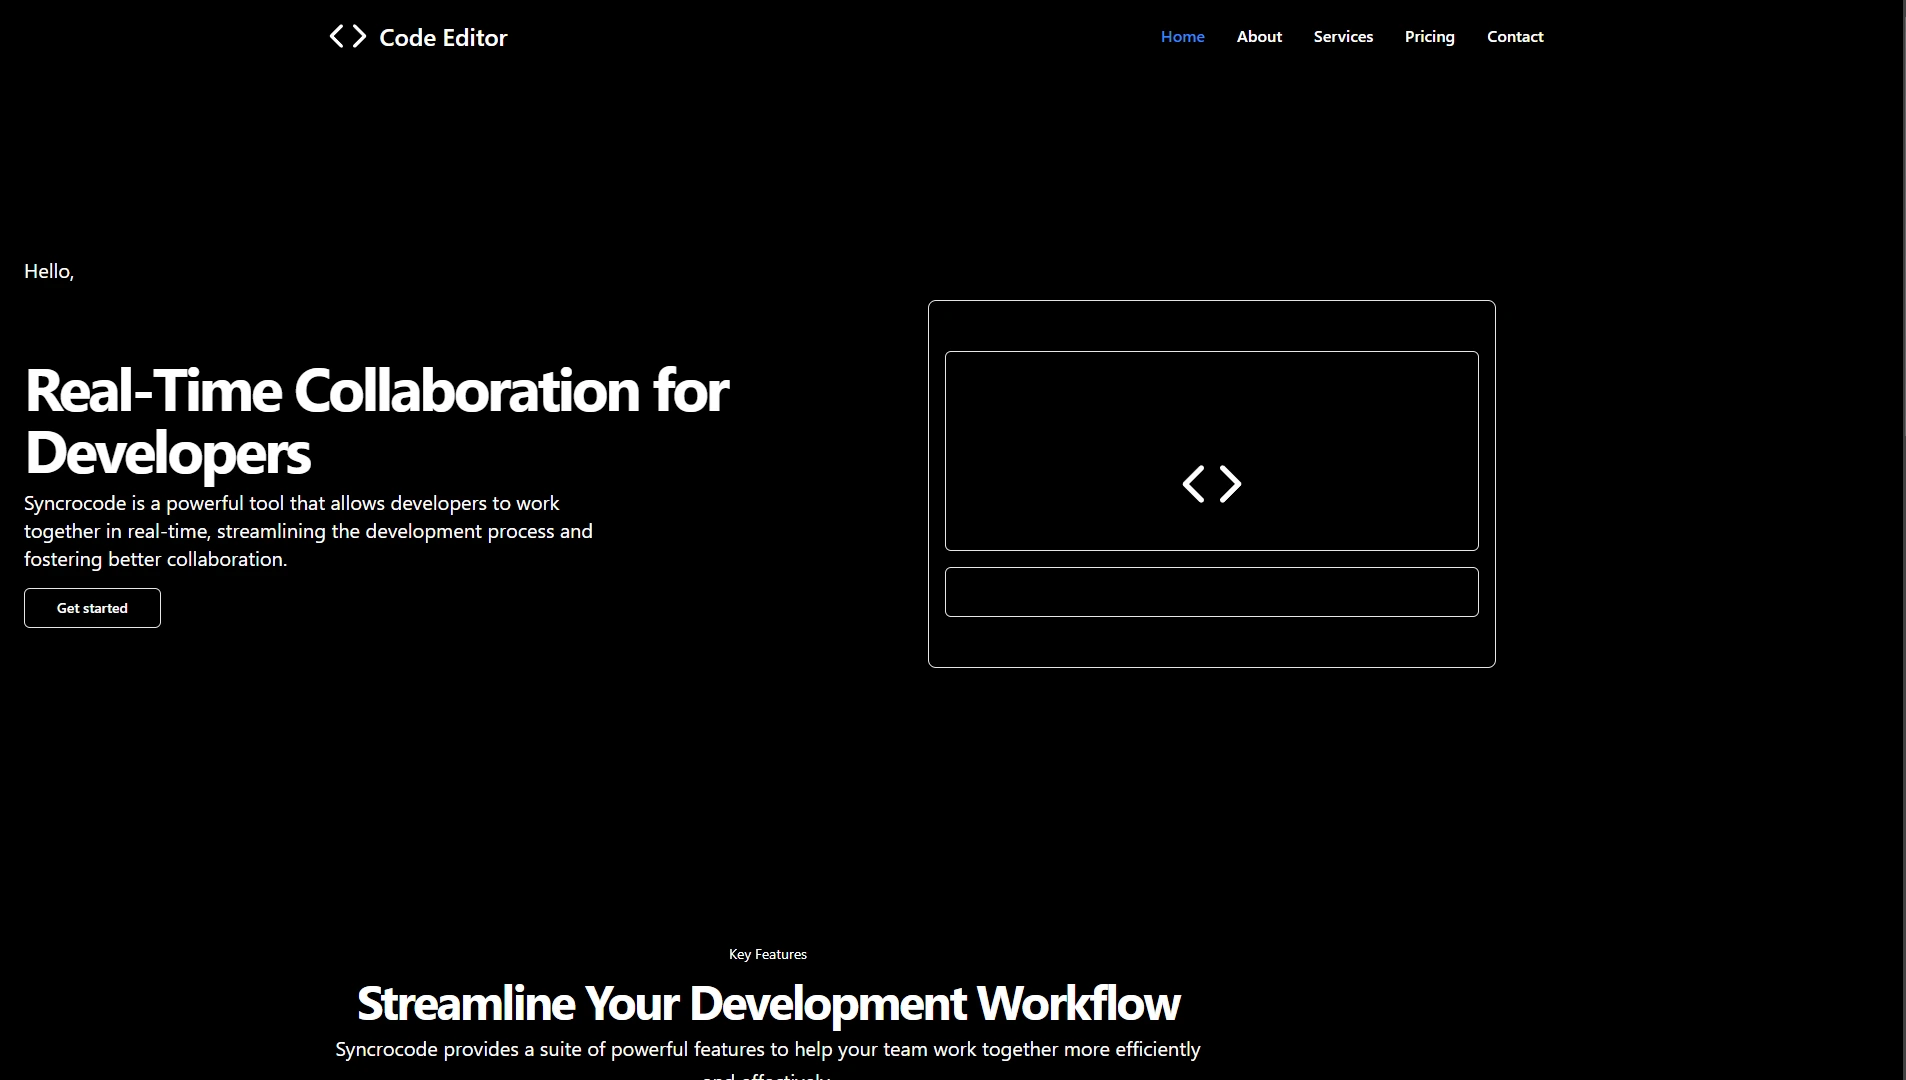 Code Editor
Home About Services Pricing Contact
Hello,
Real-Time Collaboration for
Developers
Syncrocode is a powerful tool that allows developers to work
together in real-time, streamlining the development process and
fostering better collaboration.
Get started
Key Features
Streamline Your Development Workflow
Syncrocode provides a suite of powerful features to help your team work together more efficiently
and effectively.